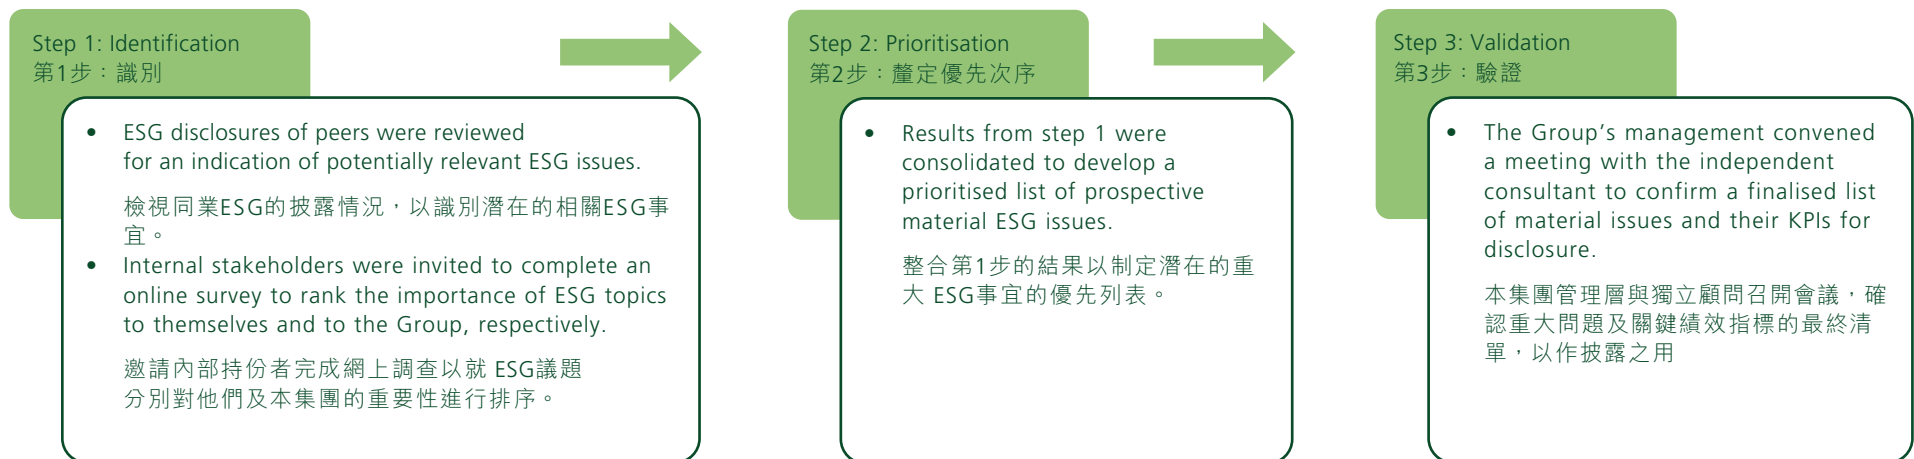 Step 1: Identification
第1步：識別
• ESG disclosures of peers were reviewed
for an indication of potentially relevant ESG issues.
檢視同業ESG的披露情況，以識別潛在的相關ESG事
宜。
• Internal stakeholders were invited to complete an
online survey to rank the importance of ESG topics
to themselves and to the Group, respectively.
邀請內部持份者完成網上調查以就 ESG議題
分別對他們及本集團的重要性進行排序。
Step 2: Prioritisation
第2步：釐定優先次序
• Results from step 1 were
consolidated to develop a
prioritised list of prospective
material ESG issues.
整合第1步的結果以制定潛在的重
大 ESG事宜的優先列表。
Step 3: Validation
第3步：驗證
• The Group’s management convened
a meeting with the independent
consultant to confirm a finalised list
of material issues and their KPIs for
disclosure.
本集團管理層與獨立顧問召開會議，確
認重大問題及關鍵績效指標的最終清
單，以作披露之用